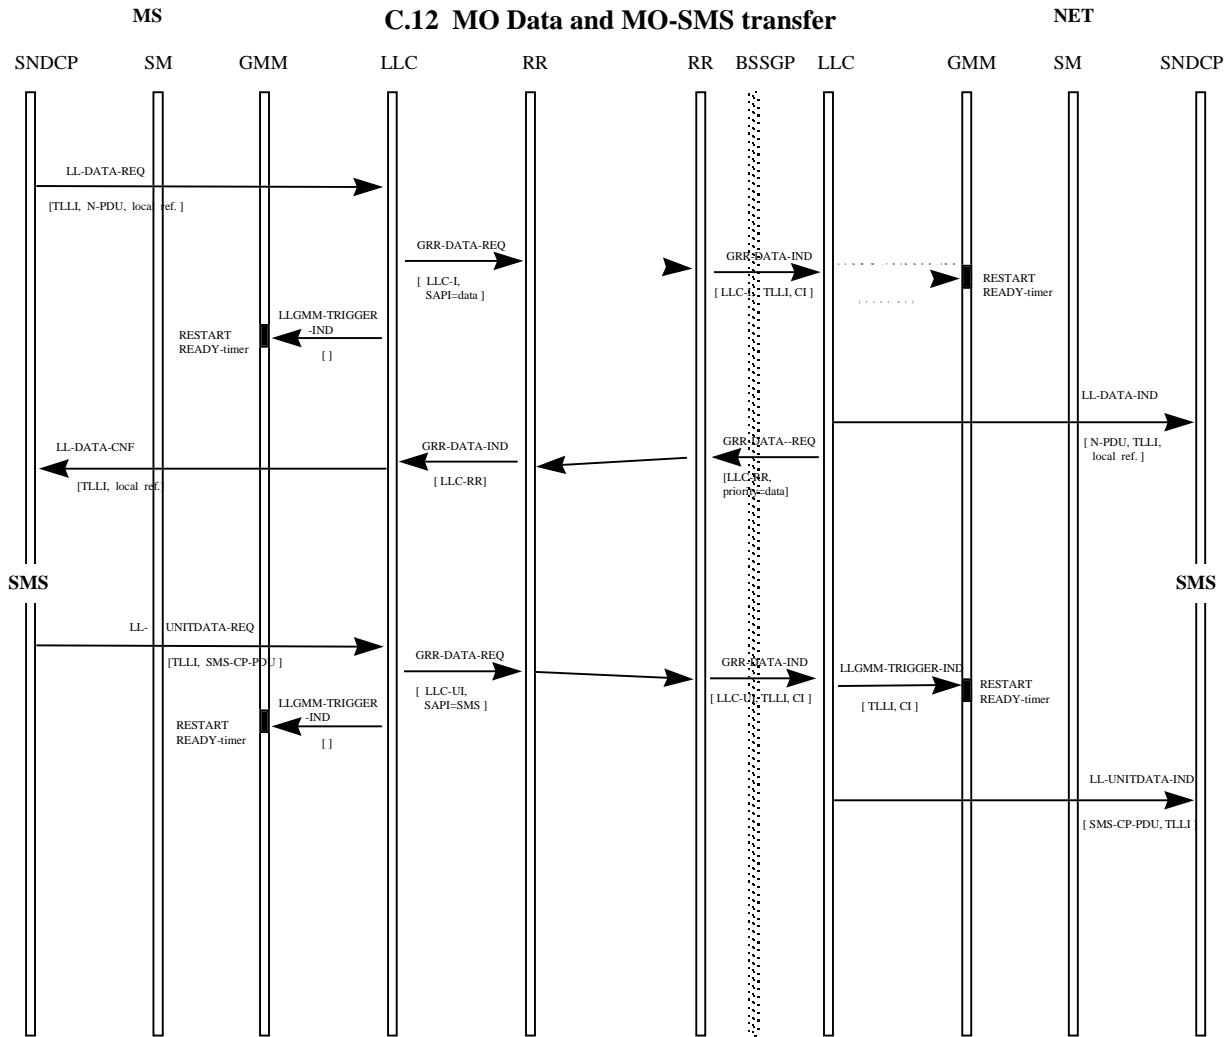 MS
C.12 MO Data and MO-SMS transfer
NET
SNDCP SM GMM LLC RR RR BSSGP LLC GMM SM SNDCP
LL-DATA-REQ
[TLLI, N-PDU, local ref. ]
GRR-DATA-REQ
[ LLC-I,
SAPI=data ]
GRR-DATA-IND
[ LLC-I, TLLI, CI ]
RESTART
READY-timer
LLGMM-TRIGGER
-IND
[ ]
RESTART
READY-timer
LL-DATA-IND
[ N-PDU, TLLI,
local ref. ]
LL-DATA-CNF
[TLLI, local ref.]
GRR-DATA-IND
[ LLC-RR]
GRR-DATA--REQ
[LLC-RR,
priority=data]
SMS
SMS
LL- UNITDATA-REQ
[TLLI, SMS-CP-PDU ]
GRR-DATA-REQ
[ LLC-UI,
SAPI=SMS ]
GRR-DATA-IND
[ LLC-UI, TLLI, CI ]
LLGMM-TRIGGER-IND
[ TLLI, CI ]
RESTART
READY-timer
LLGMM-TRIGGER
-IND
[ ]
RESTART
READY-timer
LL-UNITDATA-IND
[ SMS-CP-PDU, TLLI ]